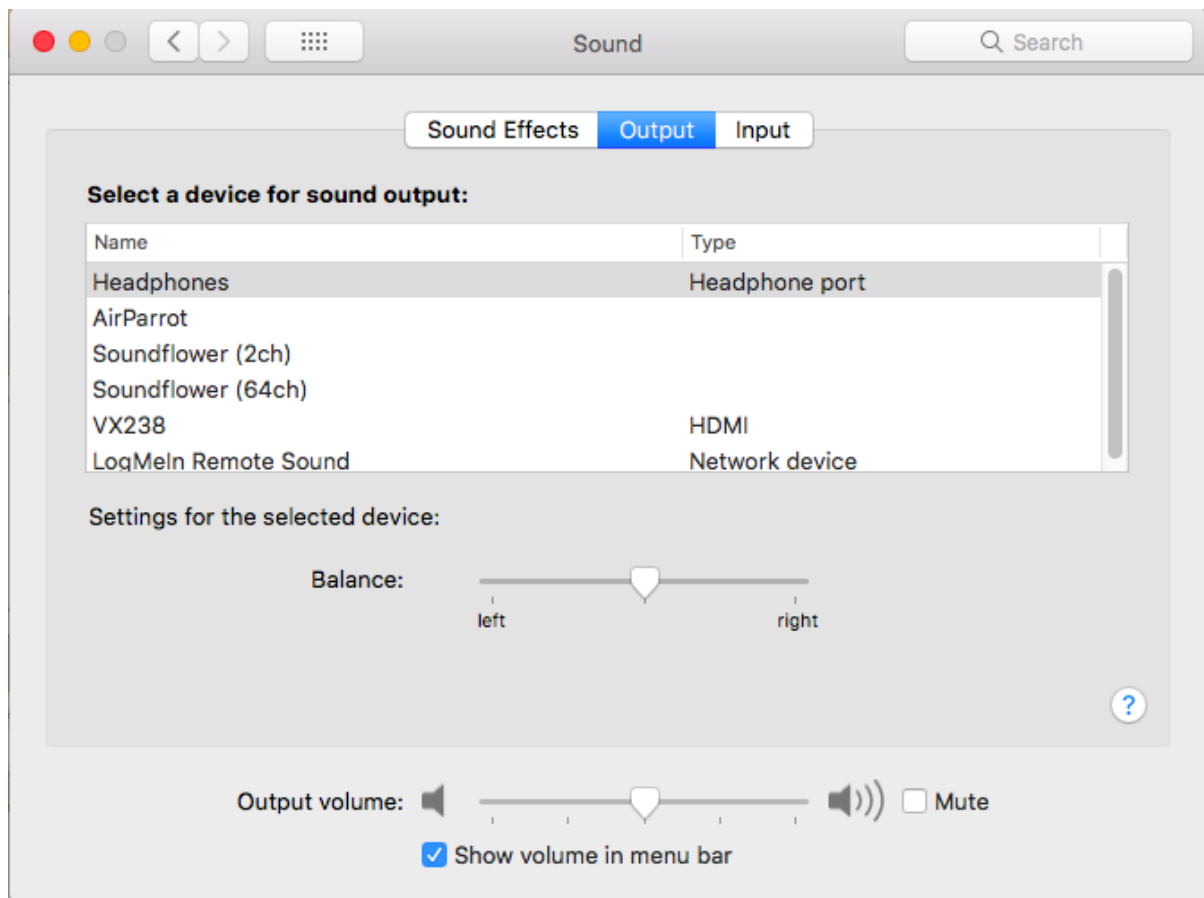 Sound
Search
Sound Effects
Output
Input
Select a device for sound output:
Name Type
Headphones Headphone port
AirParrot
Soundflower (2ch)
Soundflower (64ch)
VX238 HDMI
LogMeIn Remote Sound Network device
Settings for the selected device:
Balance:
left right
?
Output volume: Mute
Show volume in menu bar